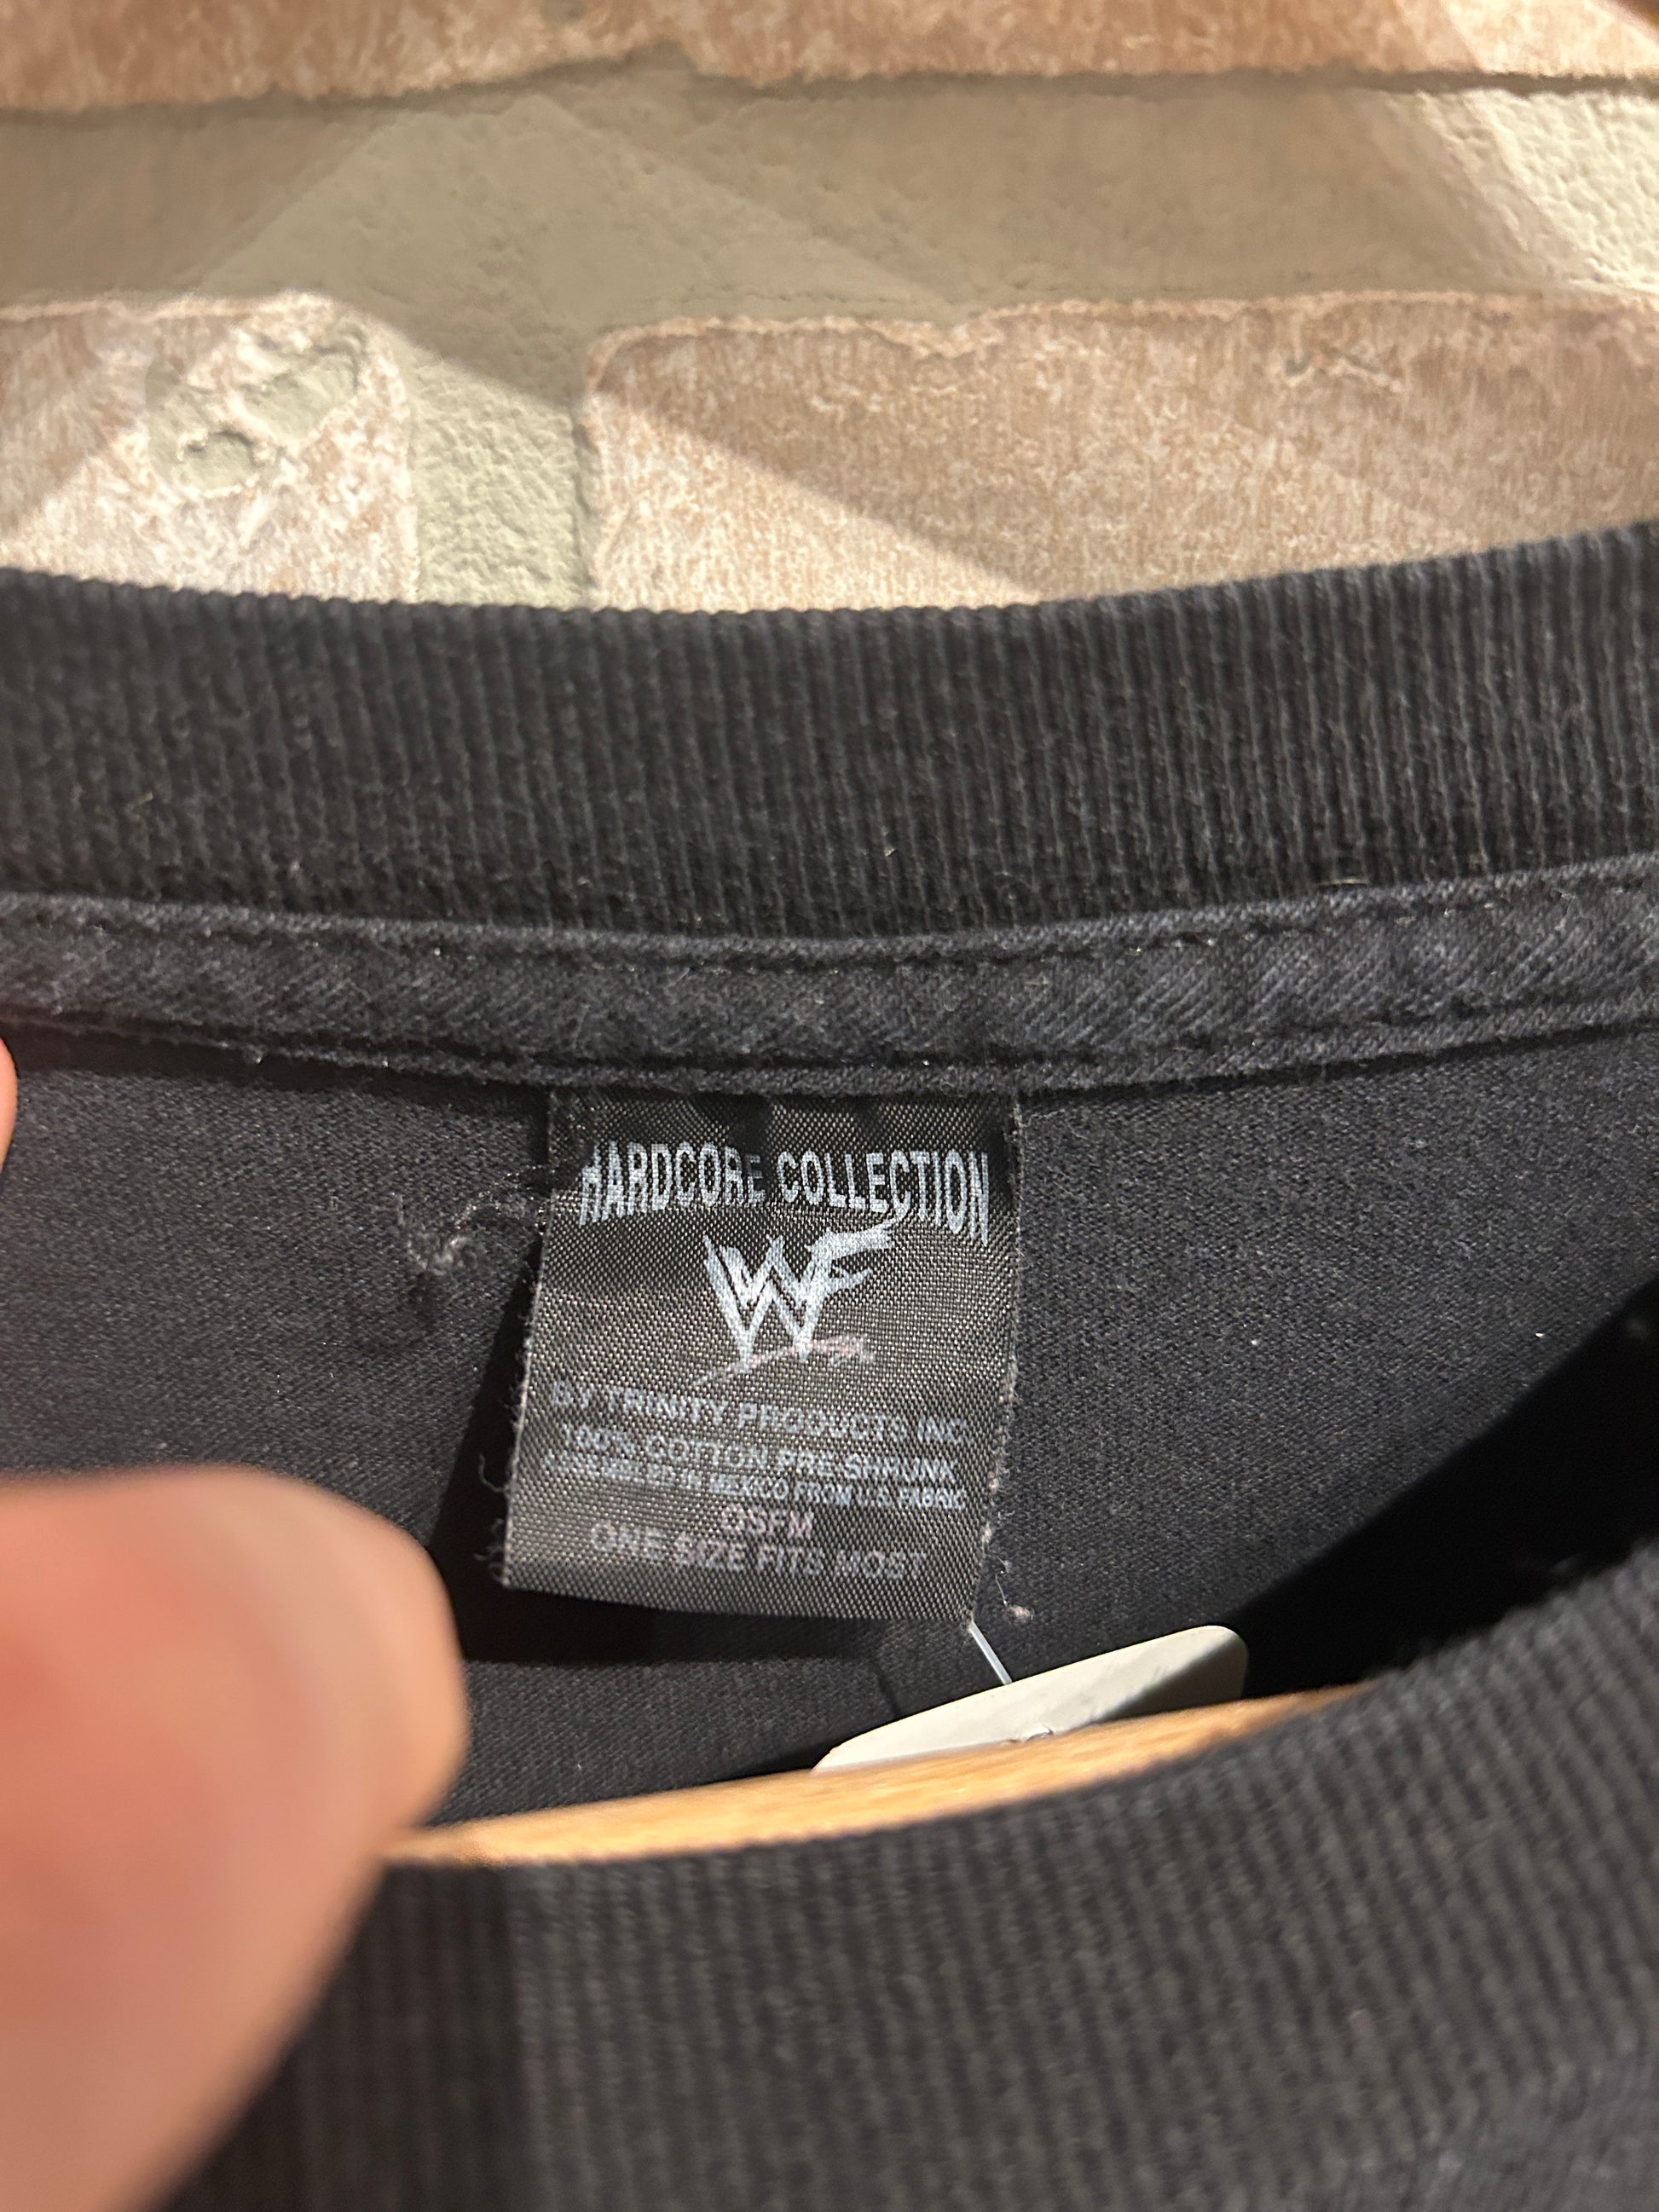 HARDCORE COLLECTION
WF
BY TRINITY PRODUCTS INC
100% COTTON PRE-SHRUNK
ASSEMBLED IN MEXICO FROM U.S. FABRIC
OSFM
ONE SIZE FITS MOST